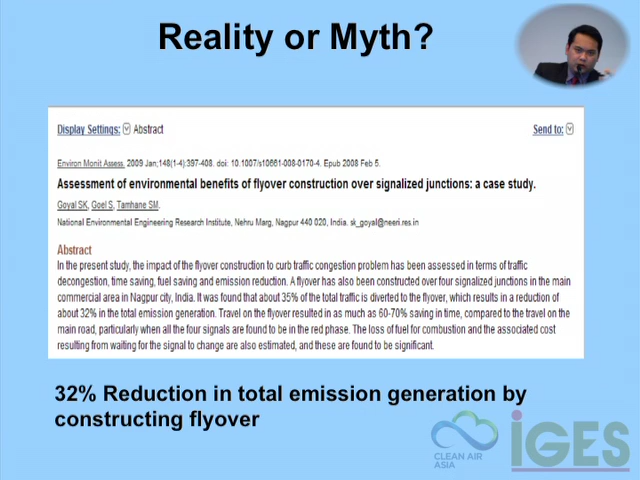 Reality or Myth?
Display Settings: Abstract
Send to:
Environ Monit Assess. 2009 Jan;148(1-4):397-408. doi: 10.1007/s10661-008-0170-4. Epub 2008 Feb 5.
Assessment of environmental benefits of flyover construction over signalized junctions: a case study.
Goyal SK, Goel S, Tamhane SM.
National Environmental Engineering Research Institute, Nehru Marg, Nagpur 440 020, India. sk_goyal@neeri.res.in
Abstract
In the present study, the impact of the flyover construction to curb traffic congestion problem has been assessed in terms of traffic
decongestion, time saving, fuel saving and emission reduction. A flyover has also been constructed over four signalized junctions in the main
commercial area in Nagpur city, India. It was found that about 35% of the total traffic is diverted to the flyover, which results in a reduction of
about 32% in the total emission generation. Travel on the flyover resulted in as much as 60-70% saving in time, compared to the travel on the
main road, particularly when all the four signals are found to be in the red phase. The loss of fuel for combustion and the associated cost
resulting from waiting for the signal to change are also estimated, and these are found to be significant.
32% Reduction in total emission generation by
constructing flyover
CLEAN AIR
ASIA
iGES